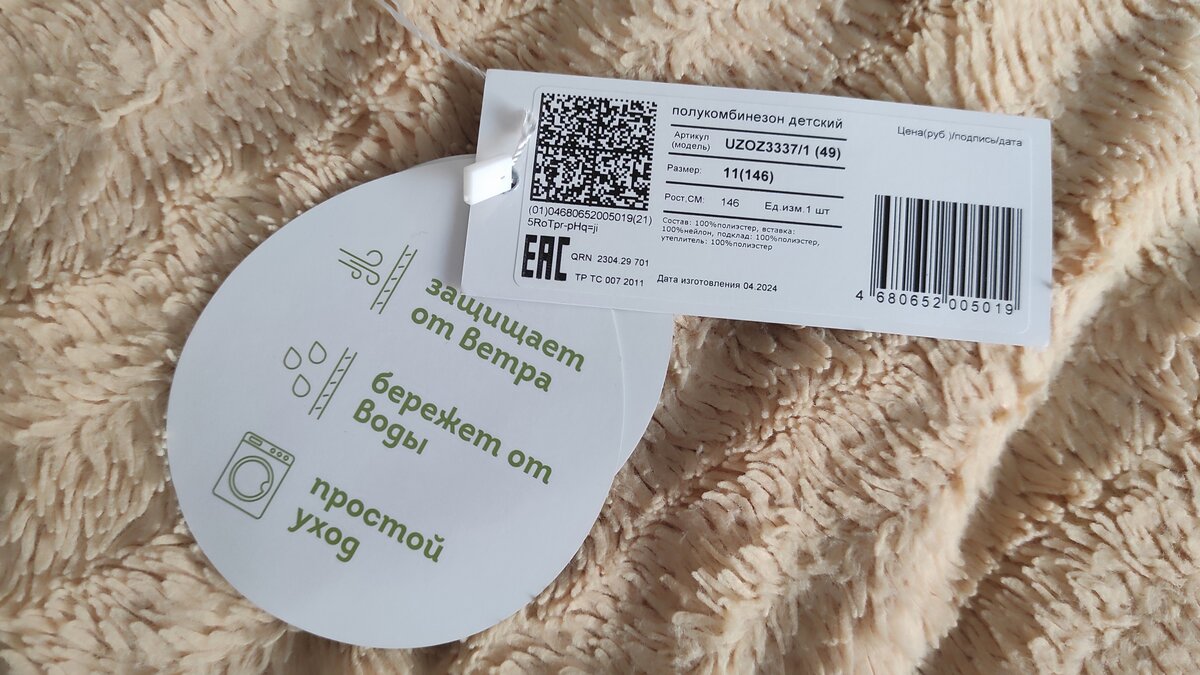 полукомбинезон детский
Артикул
(модель) UZOZ3337/1 (49)
Размер: 11(146)
Рост.СМ: 146 Ед.изм.1 шт
Состав: 100%полиэстер, вставка:
100%нейлон, подклад: 100%полиэстер,
утеплитель: 100%полиэстер
Цена(руб.)/подпись/дата
(01)04680652005019(21)
5RoTpr-pHq=ji
EAC
QRN 2304.29 701
ТР ТС 007 2011
Дата изготовления 04.2024
4 680652 005019
защищает
от ветра
бережет от
воды
простой
уход